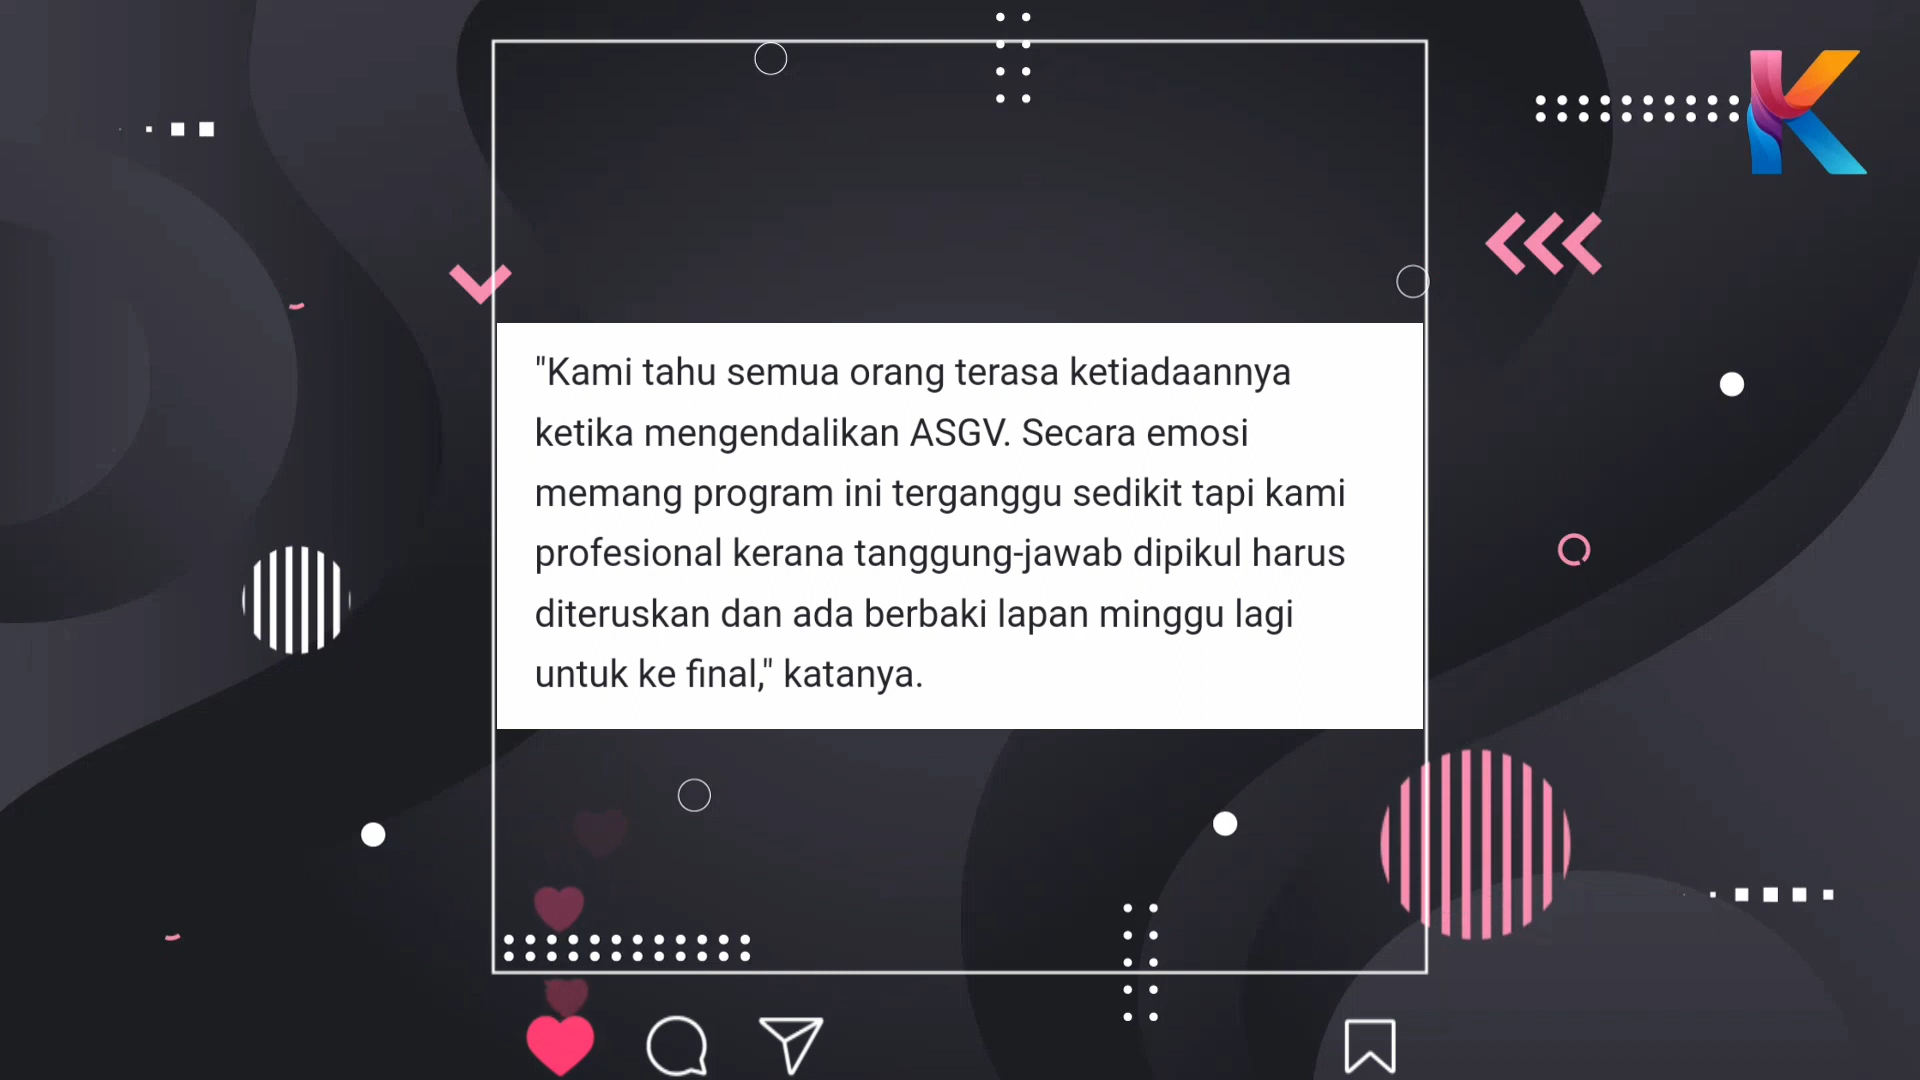 "Kami tahu semua orang terasa ketiadaannya
ketika mengendalikan ASGV. Secara emosi
memang program ini terganggu sedikit tapi kami
profesional kerana tanggung-jawab dipikul harus
diteruskan dan ada berbaki lapan minggu lagi
untuk ke final," katanya.